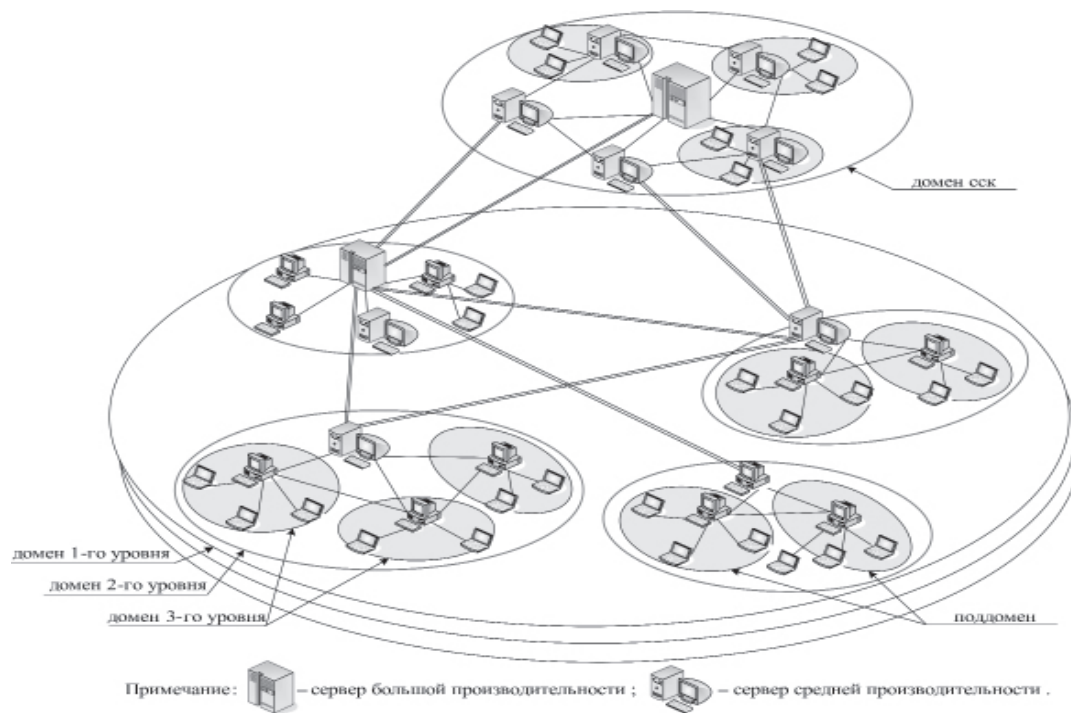 домен сск
домен 1-го уровня
домен 2-го уровня
домен 3-го уровня
поддомен
Примечание: – сервер большой производительности ; – сервер средней производительности .